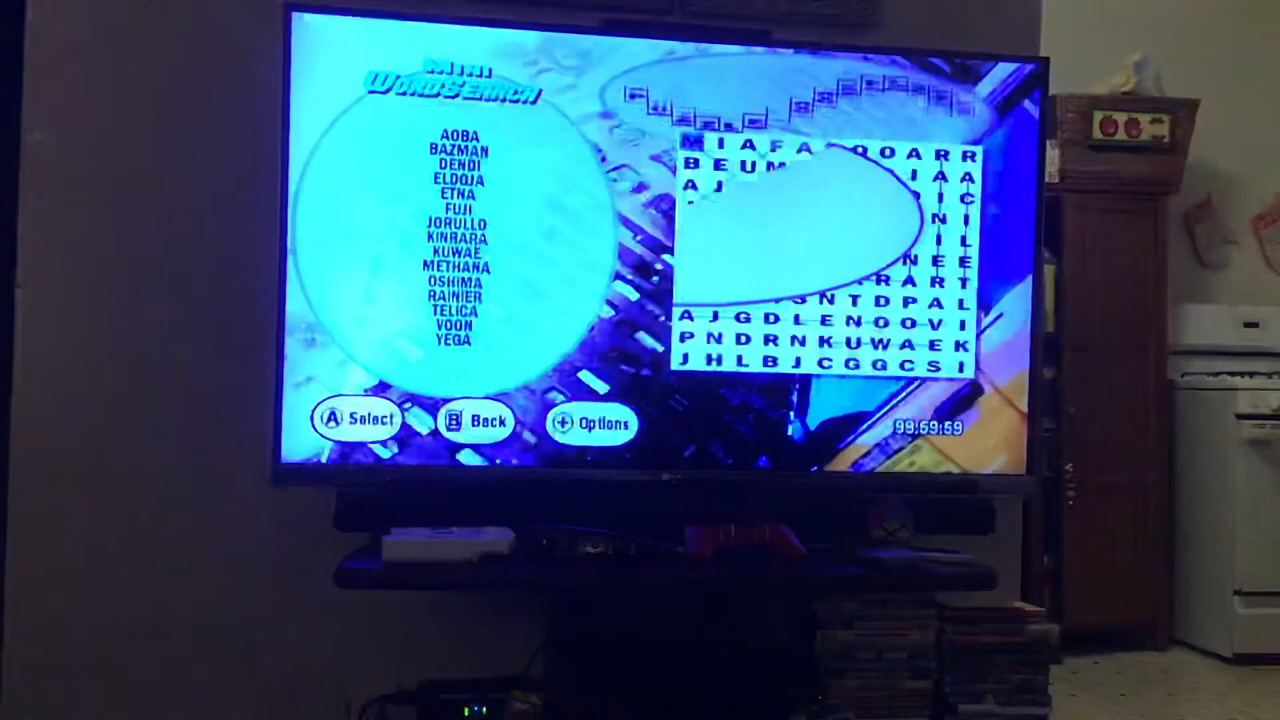 MINI
WORDSEARCH
AOBA
BAZMAN
DENDI
ELDOJA
ETNA
FUJI
JORULLO
KINRARA
KUWAE
METHANA
OSHIMA
RAINIER
TELICA
VOON
YEGA
M I A F A O O A R R
B E U M I A A
A J I C
N I
I L
N E E
R A R T
S N T D P A L
A J G D L E N O O V I
P N D R N K U W A E K
J H L B J C G G C S I
A Select
B Back
+ Options
99:59:59